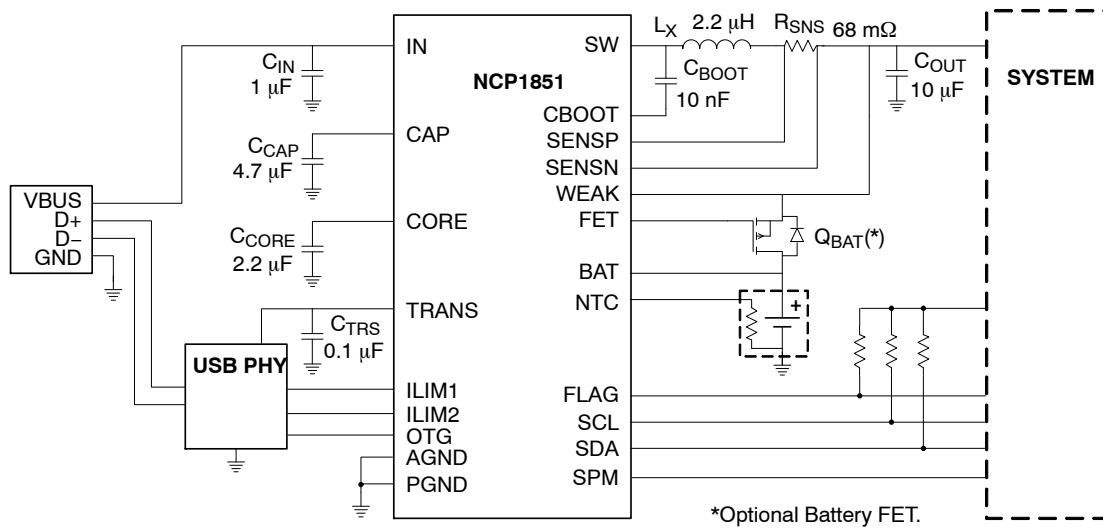 IN
SW
L_X
2.2 μH
R_SNS
68 mΩ
C_IN
1 μF
NCP1851
C_BOOT
10 nF
C_OUT
10 μF
SYSTEM
CBOOT
CAP
SENSP
C_CAP
4.7 μF
SENSN
WEAK
VBUS
D+
D−
GND
CORE
FET
Q_BAT(*)
C_CORE
2.2 μF
BAT
NTC
+
TRANS
C_TRS
0.1 μF
USB PHY
ILIM1
ILIM2
OTG
AGND
PGND
FLAG
SCL
SDA
SPM
*Optional Battery FET.